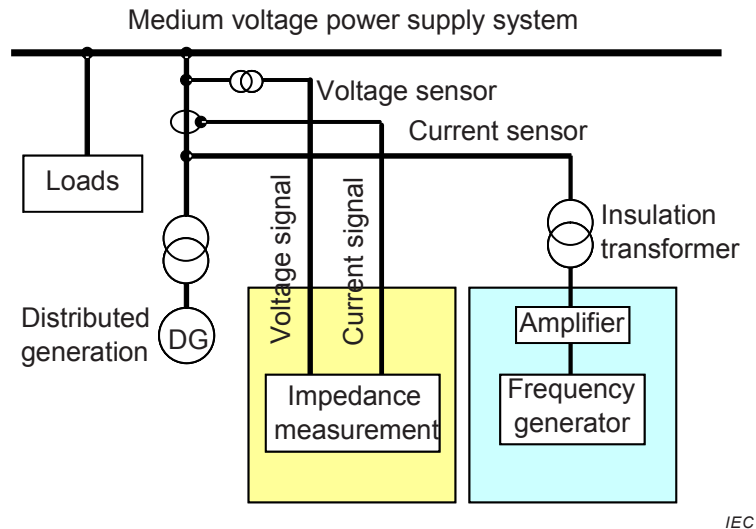 Medium voltage power supply system
Voltage sensor
Current sensor
Loads
Voltage signal
Current signal
Insulation
transformer
Distributed
generation
DG
Amplifier
Impedance
measurement
Frequency
generator
IEC